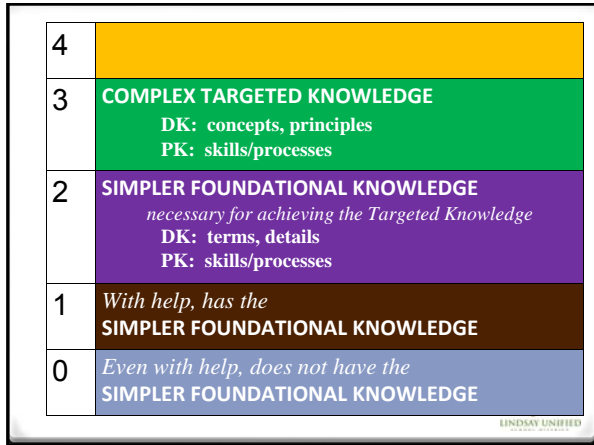 4
3
COMPLEX TARGETED KNOWLEDGE
DK: concepts, principles
PK: skills/processes
2
SIMPLER FOUNDATIONAL KNOWLEDGE
necessary for achieving the Targeted Knowledge
DK: terms, details
PK: skills/processes
1
With help, has the
SIMPLER FOUNDATIONAL KNOWLEDGE
0
Even with help, does not have the
SIMPLER FOUNDATIONAL KNOWLEDGE
LINDSAY UNIFIED
SCHOOL DISTRICT